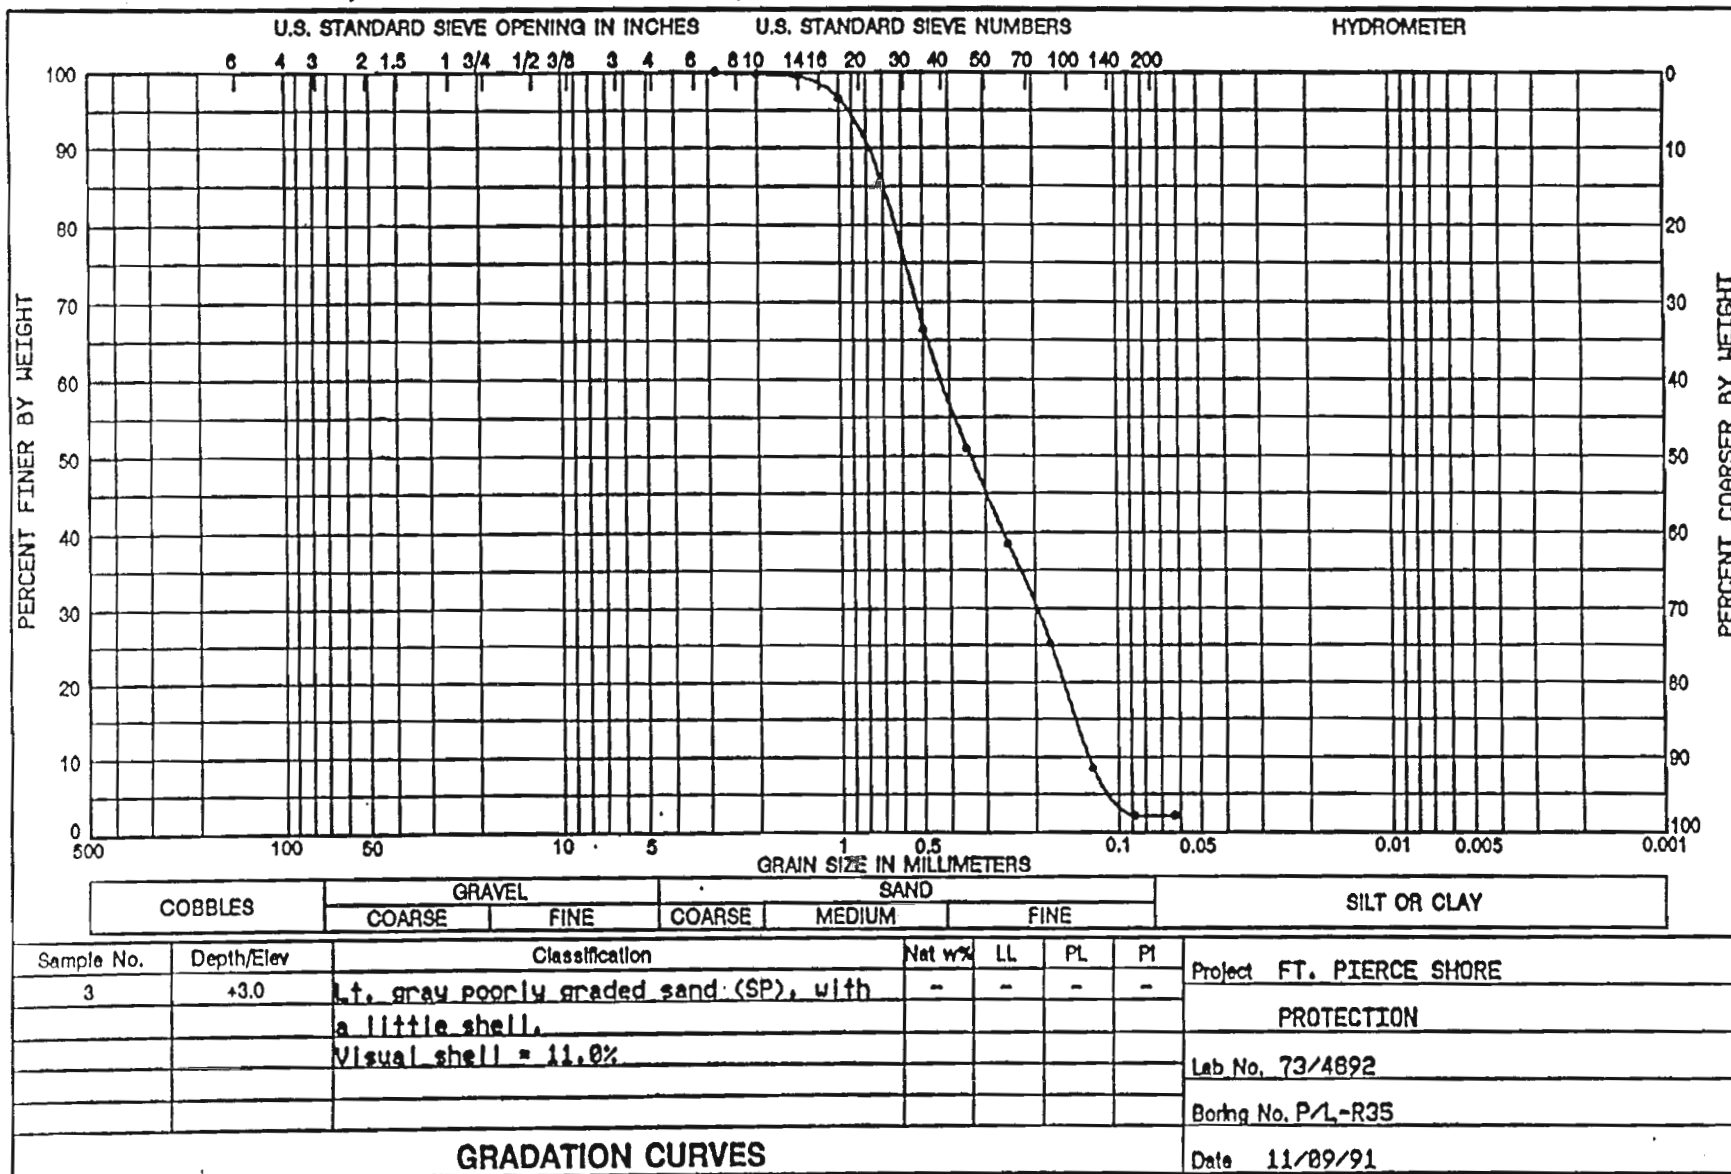 U.S. STANDARD SIEVE OPENING IN INCHES U.S. STANDARD SIEVE NUMBERS HYDROMETER
6 4 3 2 1.5 1 3/4 1/2 3/8 3 4 6 8 10 14 16 20 30 40 50 70 100 140 200
100 0
90 10
80 20
70 30
60 40
50 50
40 60
30 70
20 80
10 90
0 100
PERCENT FINER BY WEIGHT
PERCENT COARSER BY WEIGHT
500 100 50 10 5 1 0.5 0.1 0.05 0.01 0.005 0.001
GRAIN SIZE IN MILLIMETERS
COBBLES GRAVEL SAND SILT OR CLAY
COARSE FINE COARSE MEDIUM FINE
Sample No. Depth/Elev Classification Nat w% LL PL PI
3 +3.0 Lt. gray poorly graded sand (SP), with - - - -
a little shell.
Visual shell = 11.0%
Project FT. PIERCE SHORE
PROTECTION
Lab No. 73/4892
Boring No. P/L-R35
Date 11/09/91
GRADATION CURVES